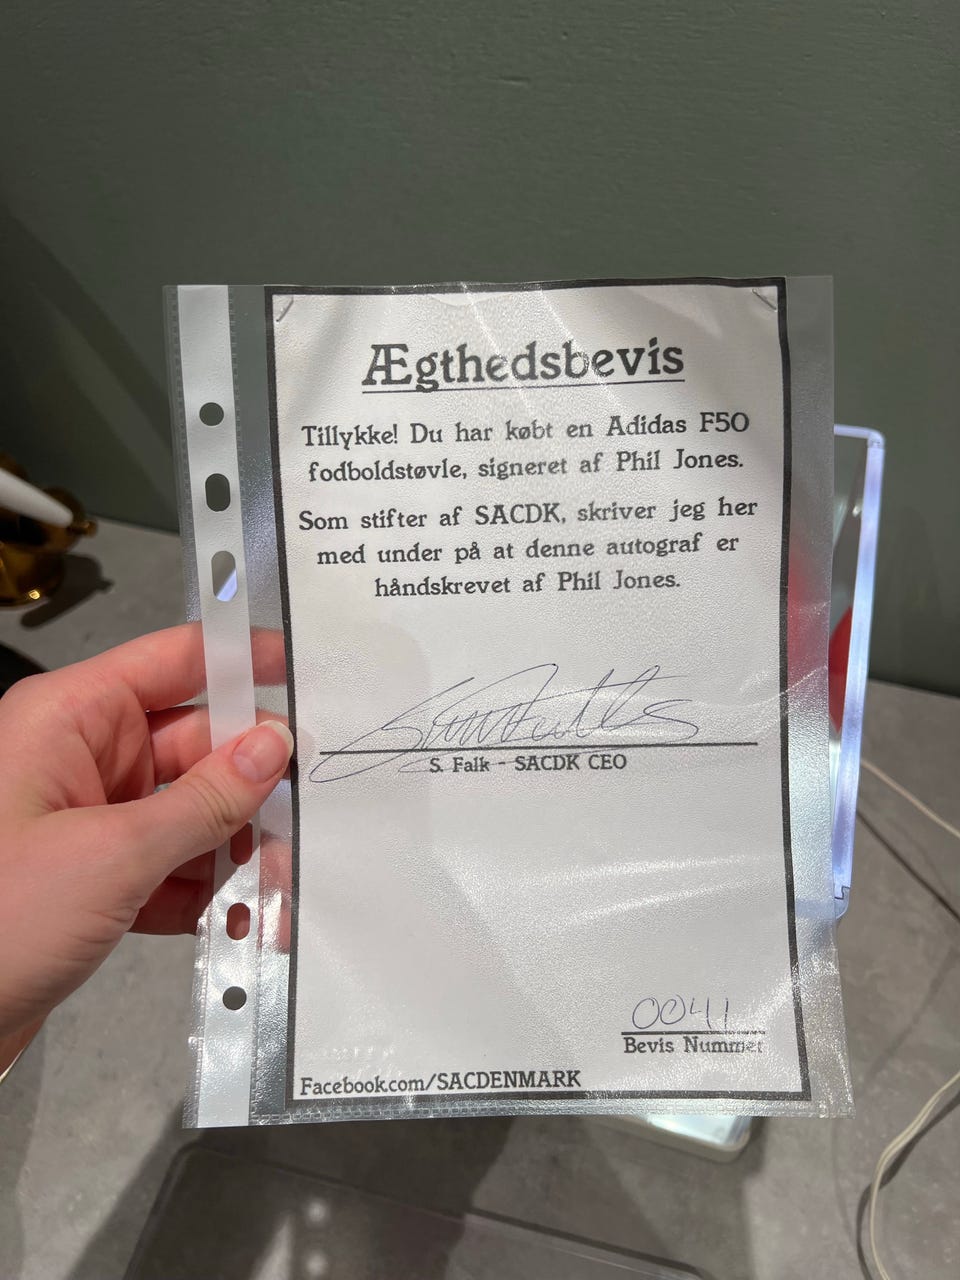 Ægthedsbevis
Tillykke! Du har købt en Adidas F50
fodboldstøvle, signeret af Phil Jones.
Som stifter af SACDK, skriver jeg her
med under på at denne autograf er
håndskrevet af Phil Jones.
S. Falk - SACDK CEO
0041
Bevis Nummer
Facebook.com/SACDENMARK